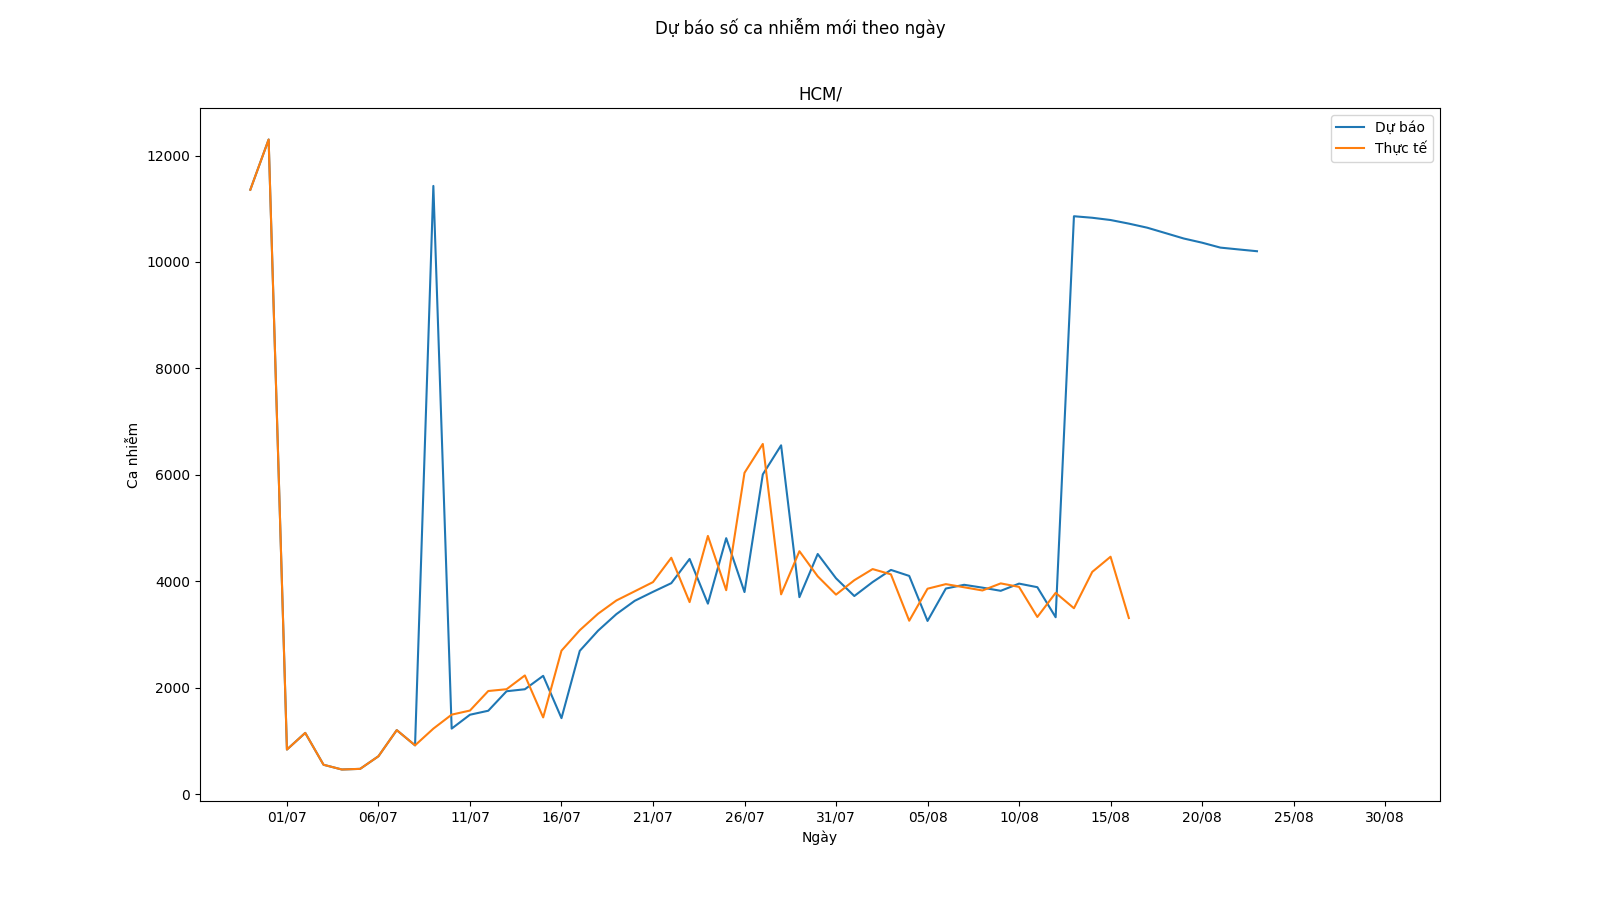 Dự báo số ca nhiễm mới theo ngày
HCM/
Dự báo
Thực tế
12000
10000
8000
6000
4000
2000
0
Ca nhiễm
01/07 06/07 11/07 16/07 21/07 26/07 31/07 05/08 10/08 15/08 20/08 25/08 30/08
Ngày